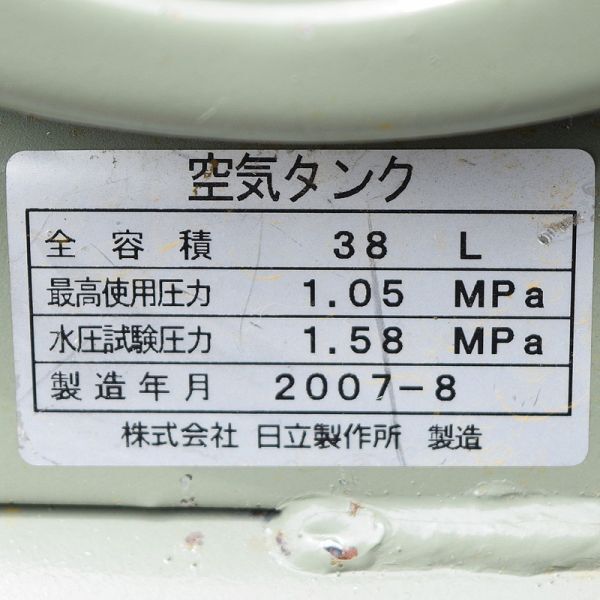 空気タンク
全容積 38 L
最高使用圧力 1.05 MPa
水圧試験圧力 1.58 MPa
製造年月 2007-8
株式会社 日立製作所 製造